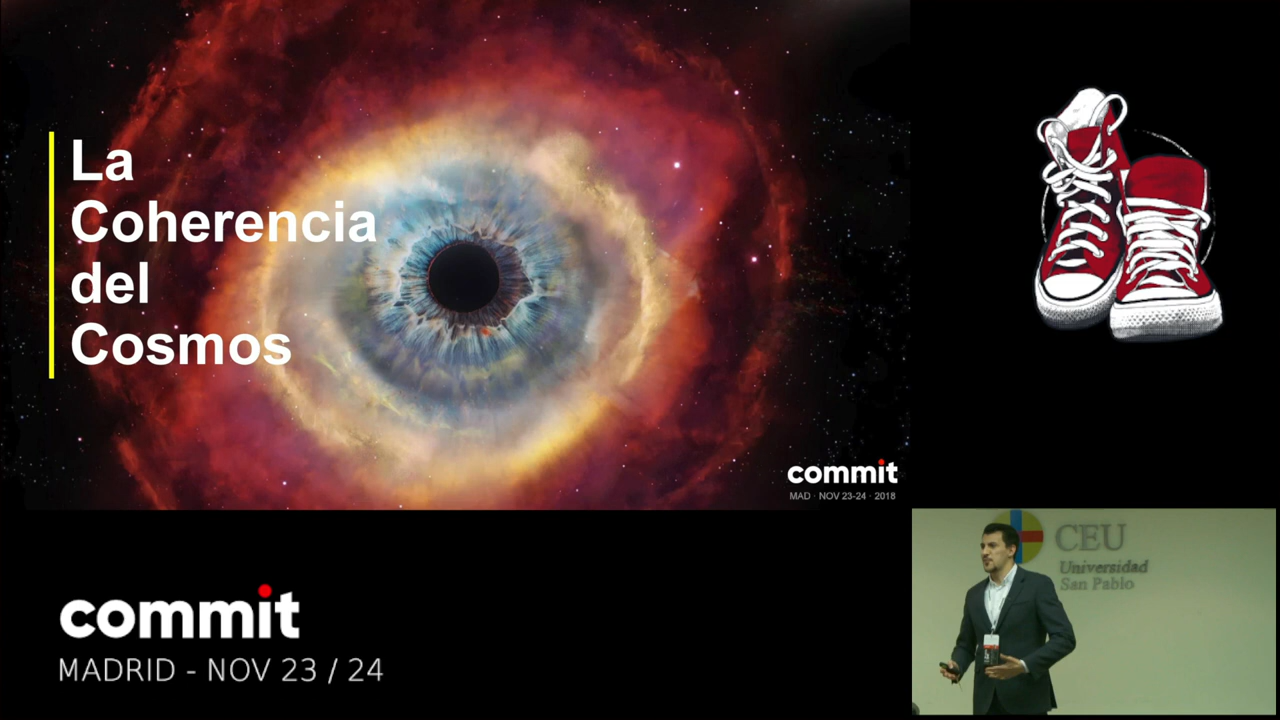 La
Coherencia
del
Cosmos
commit
MAD · NOV 23-24 · 2018
commit
MADRID - NOV 23 / 24
CEU
Universidad
San Pablo